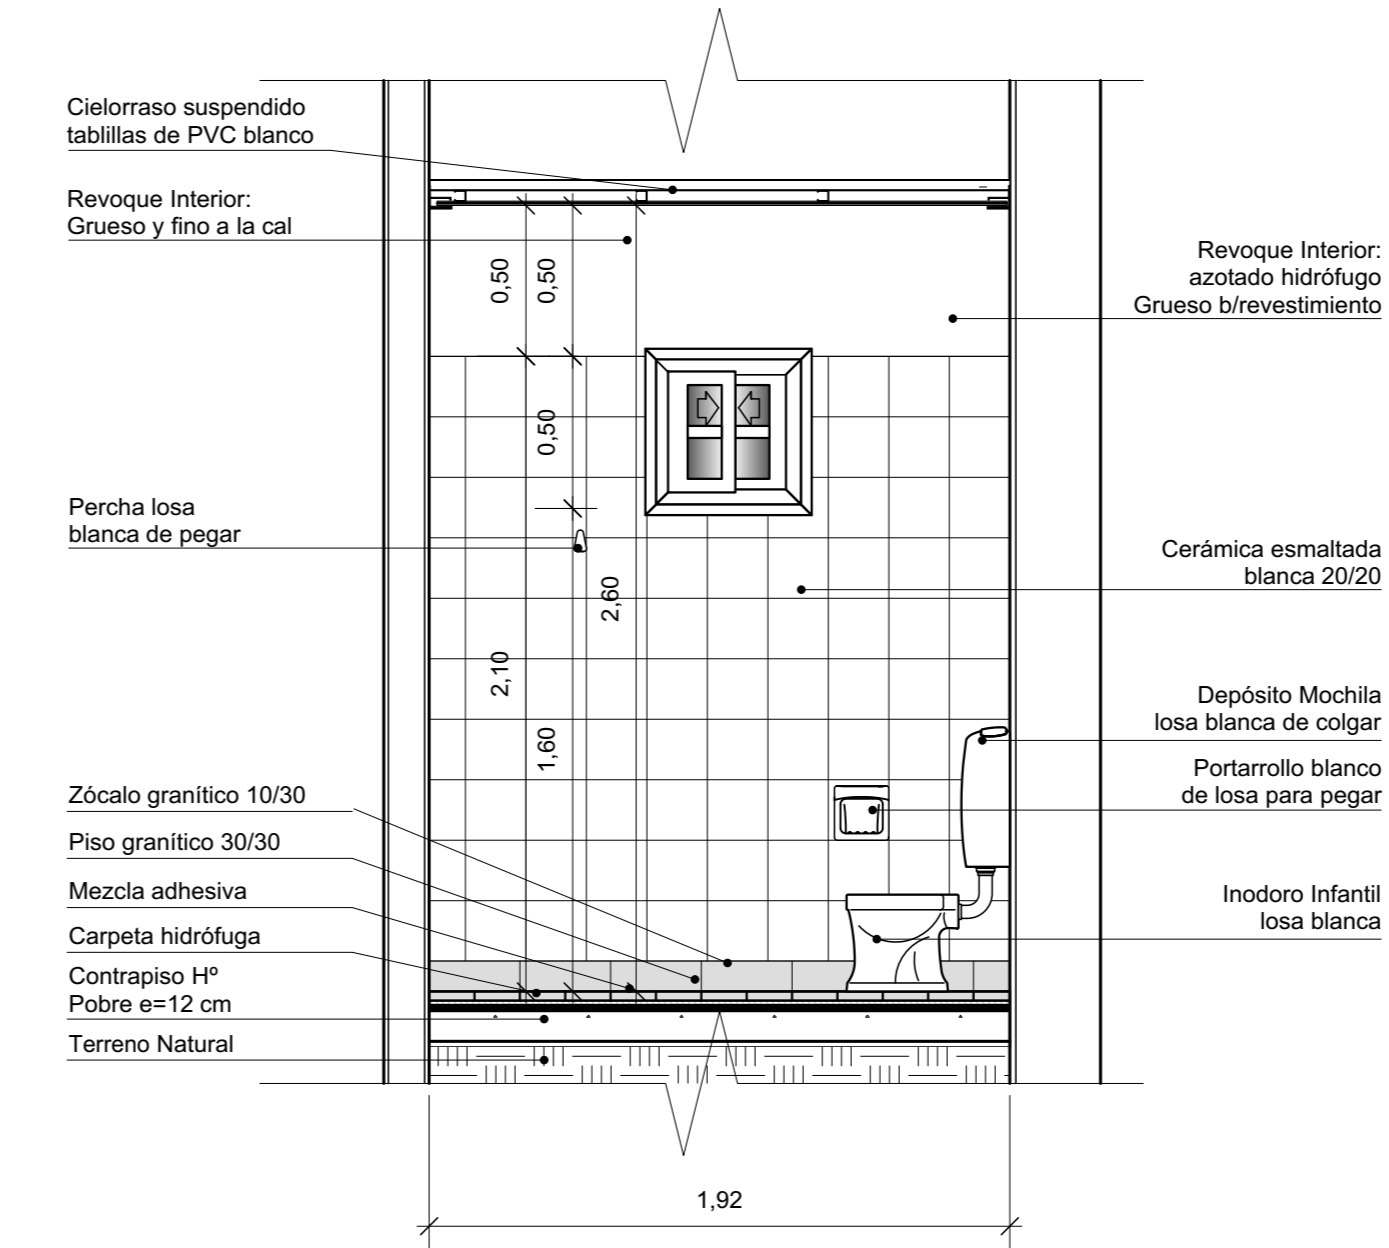 Cielorraso suspendido
tablillas de PVC blanco
Revoque Interior:
Grueso y fino a la cal
Percha losa
blanca de pegar
Zócalo granítico 10/30
Piso granítico 30/30
Mezcla adhesiva
Carpeta hidrófuga
Contrapiso Hº
Pobre e=12 cm
Terreno Natural
0,50
0,50
0,50
2,60
2,10
1,60
Revoque Interior:
azotado hidrófugo
Grueso b/revestimiento
Cerámica esmaltada
blanca 20/20
Depósito Mochila
losa blanca de colgar
Portarrollo blanco
de losa para pegar
Inodoro Infantil
losa blanca
1,92